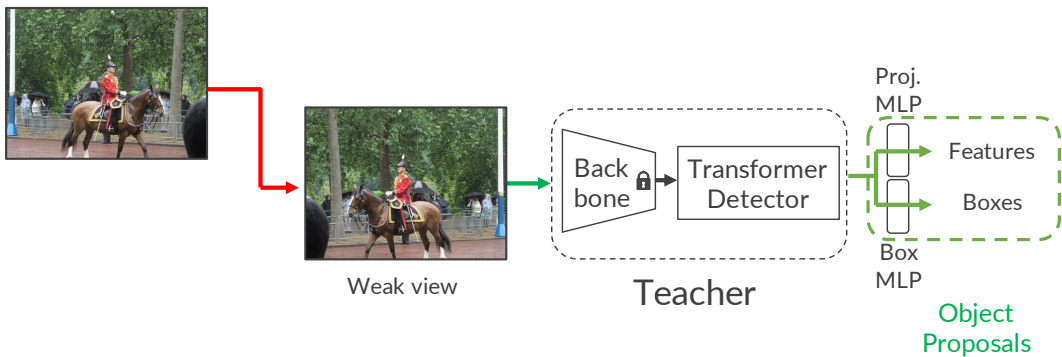 Proj.
MLP
Back
bone
Transformer
Detector
Features
Boxes
Weak view
Teacher
Box
MLP
Object
Proposals